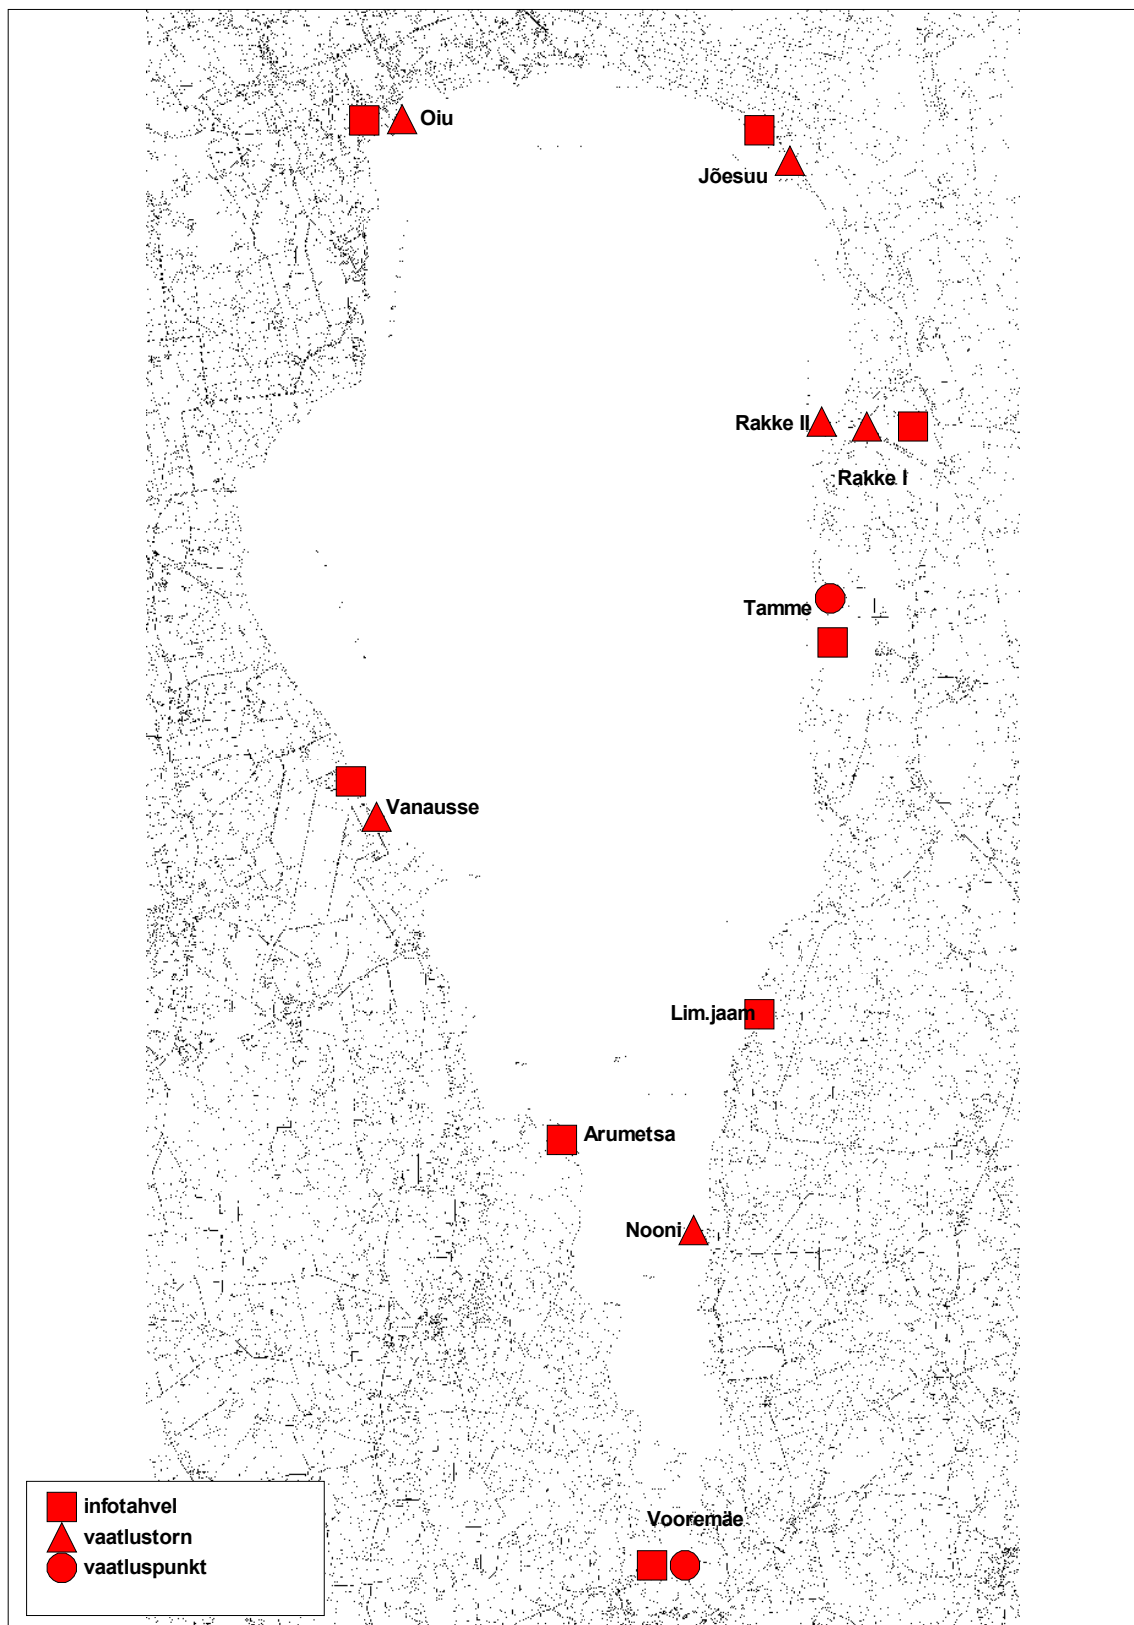 Oiu
Jõesuu
Rakke II
Rakke I
Tamme
Vanausse
Lim.jaam
Arumetsa
Nooni
Vooremäe
infotahvel
vaatlustorn
vaatluspunkt